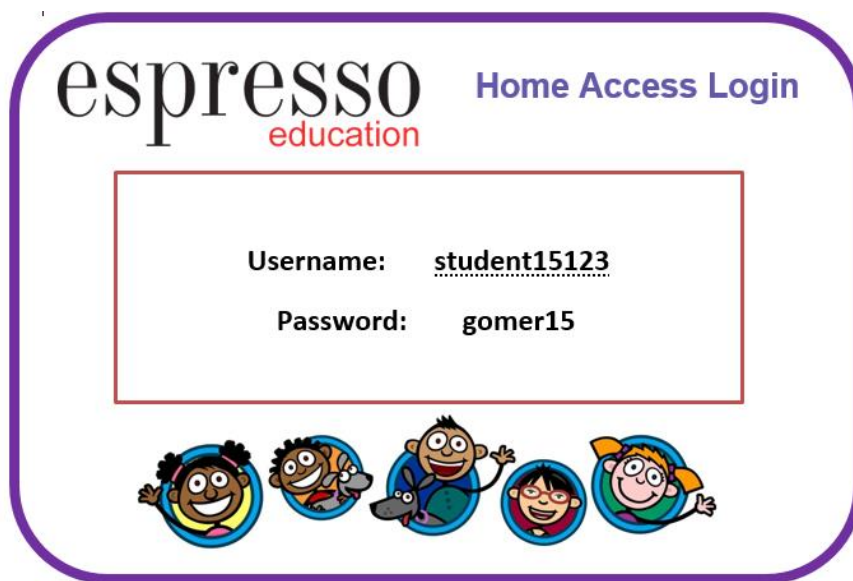 espresso
education
Home Access Login
Username: student15123
Password: gomer15